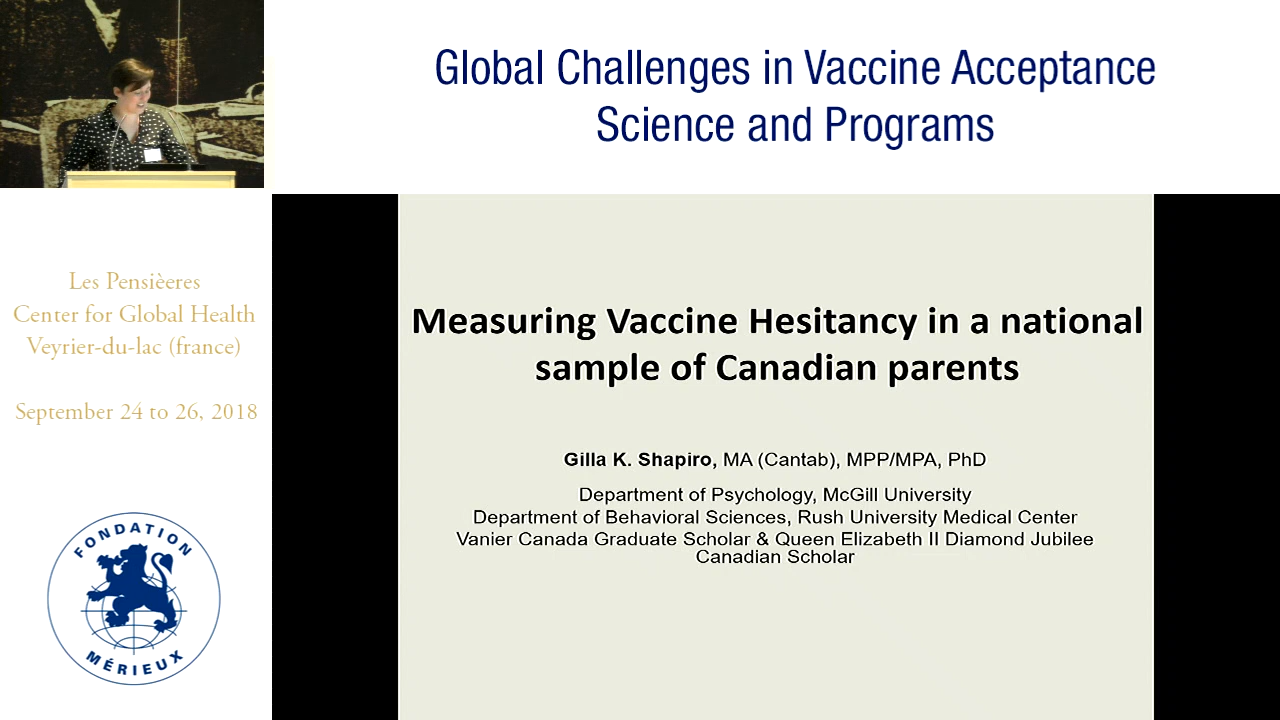 Global Challenges in Vaccine Acceptance
Science and Programs
Les Pensièeres
Center for Global Health
Veyrier-du-lac (france)
September 24 to 26, 2018
FONDATION
MÉRIEUX
Measuring Vaccine Hesitancy in a national
sample of Canadian parents
Gilla K. Shapiro, MA (Cantab), MPP/MPA, PhD
Department of Psychology, McGill University
Department of Behavioral Sciences, Rush University Medical Center
Vanier Canada Graduate Scholar & Queen Elizabeth II Diamond Jubilee
Canadian Scholar